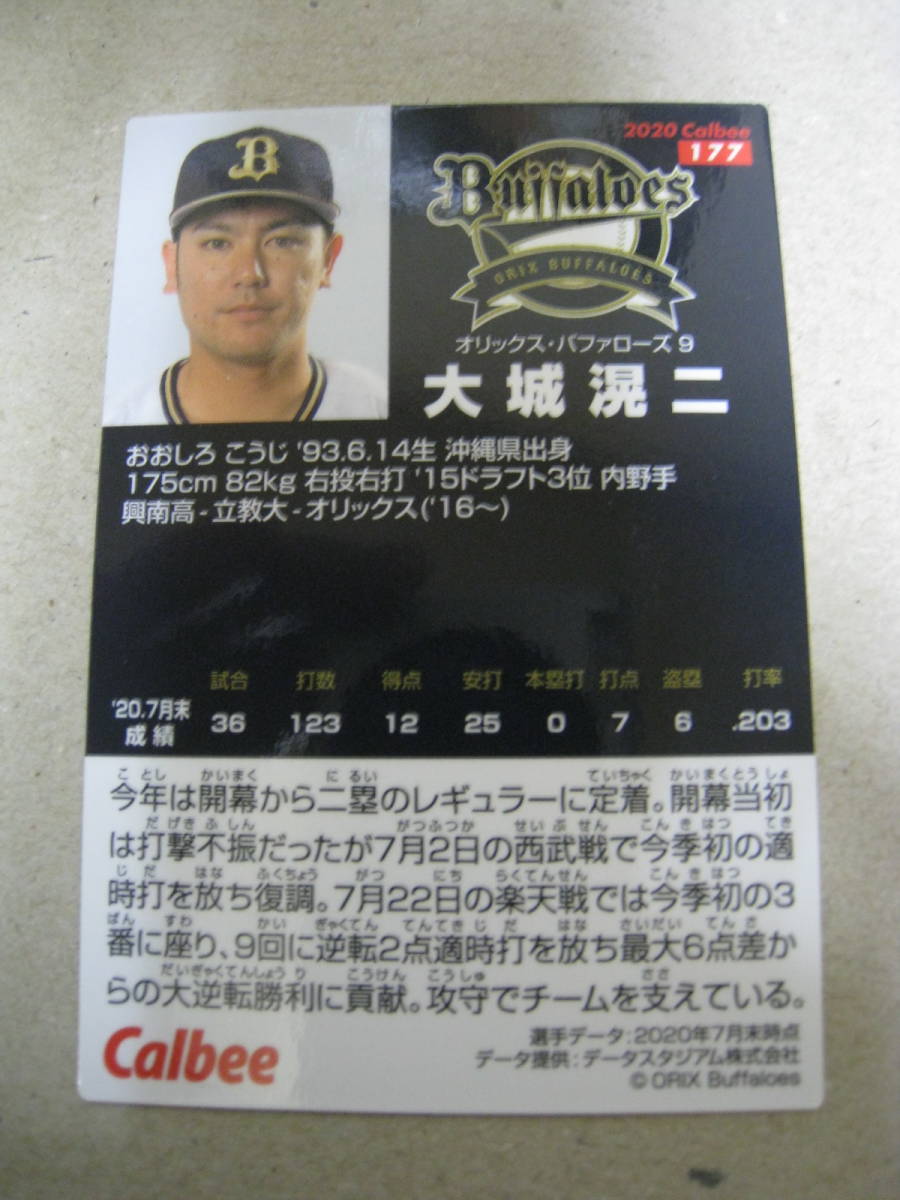 B
2020 Calbee
177
Buffaloes
ORIX BUFFALOES
オリックス・バファローズ 9
大城滉二
おおしろ こうじ '93.6.14生 沖縄県出身
175cm 82kg 右投右打 '15ドラフト3位 内野手
興南高-立教大-オリックス('16〜)
試合 打数 得点 安打 本塁打 打点 盗塁 打率
'20.7月末成績 36 123 12 25 0 7 6 .203
ことし かいまく にるい ていちゃく かいまくとうしょ
今年は開幕から二塁のレギュラーに定着。開幕当初
だげきふしん がつふつか せいぶせん こんきはつ てき
は打撃不振だったが7月2日の西武戦で今季初の適
じだ はな ふくちょう がつ にち らくてんせん こんきはつ
時打を放ち復調。7月22日の楽天戦では今季初の3
ばん すわ かい ぎゃくてん てんてきじだ はな さいだい てんさ
番に座り、9回に逆転2点適時打を放ち最大6点差か
だいぎゃくてんしょうり こうけん こうしゅ ささ
らの大逆転勝利に貢献。攻守でチームを支えている。
Calbee
選手データ:2020年7月末時点
データ提供:データスタジアム株式会社
© ORIX Buffaloes